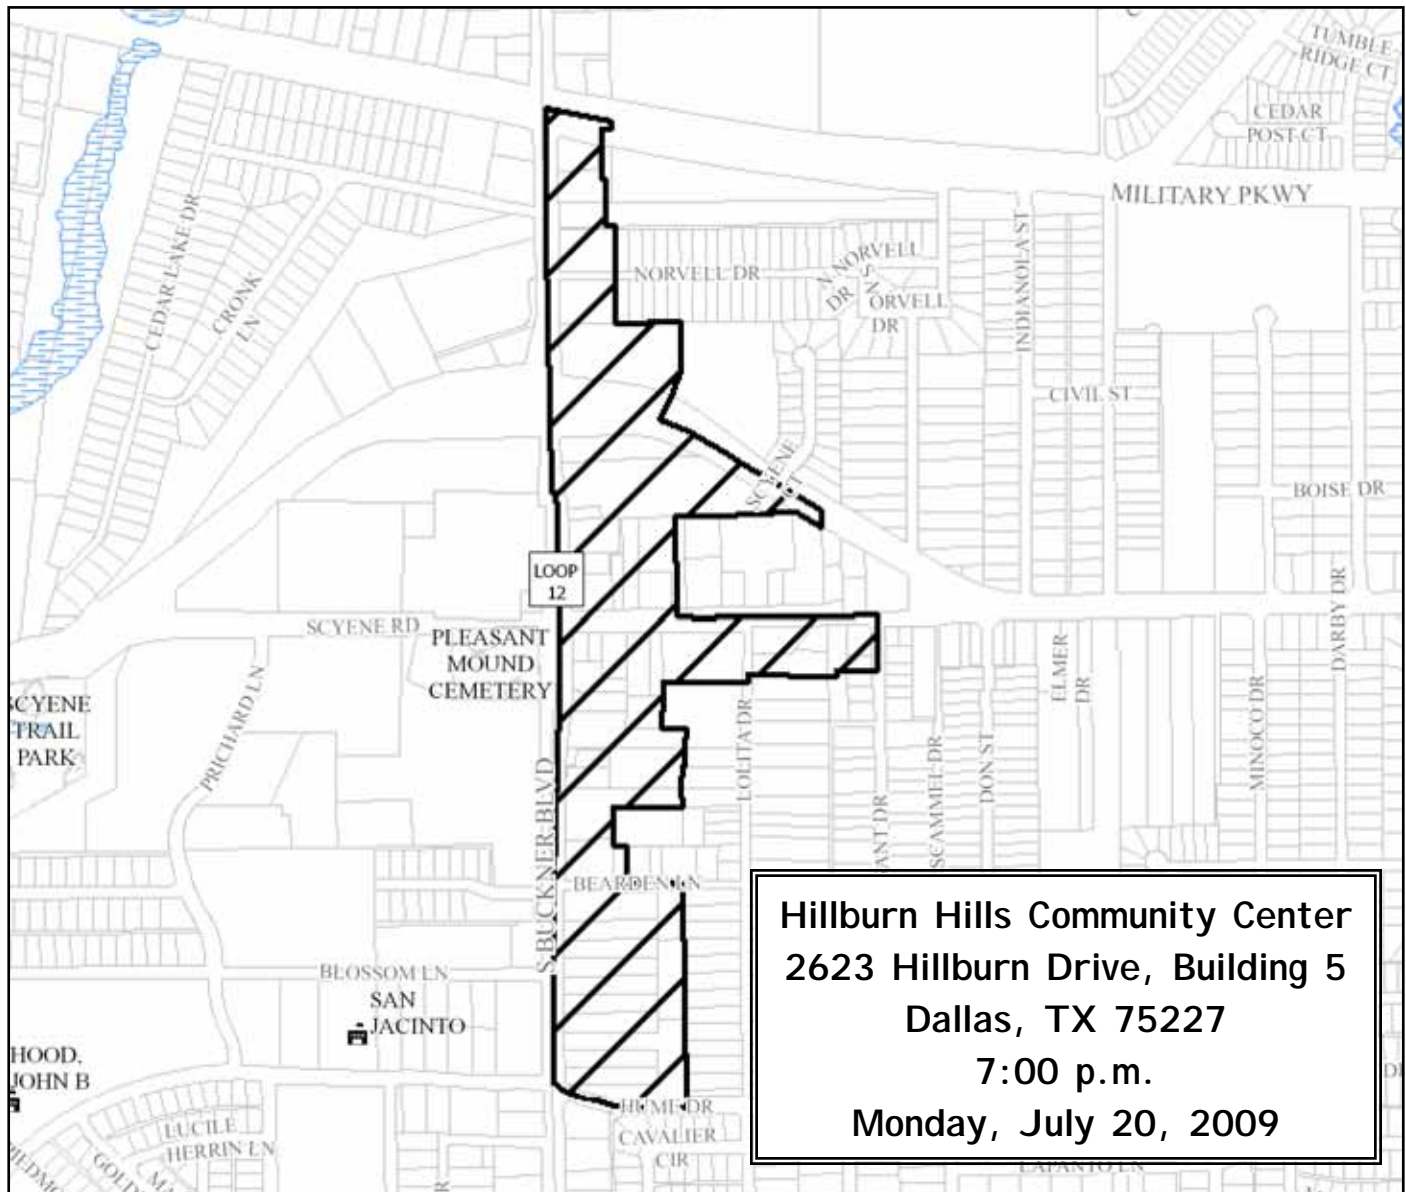 TUMBLE
RIDGE CT
CEDAR
POST CT
MILITARY PKWY
CEDAR LAKE DR
CRONK
LN
NORVELL DR
N NORVELL
DR
S N
ORVELL
DR
INDIANOLA ST
CIVIL ST
SCYENE
CT
BOISE DR
LOOP
12
SCYENE RD
PLEASANT
MOUND
CEMETERY
SCYENE
TRAIL
PARK
PRICHARD LN
S BUCKNER BLVD
LOLITA DR
ANT DR
SCAMMEL DR
DON ST
ELMER
DR
MINOCO DR
DARBY DR
BEARDEN LN
BLOSSOM LN
SAN
JACINTO
HOOD,
JOHN B
LUCILE
HERRIN LN
HUME DR
CAVALIER
CIR
Hillburn Hills Community Center
2623 Hillburn Drive, Building 5
Dallas, TX 75227
7:00 p.m.
Monday, July 20, 2009